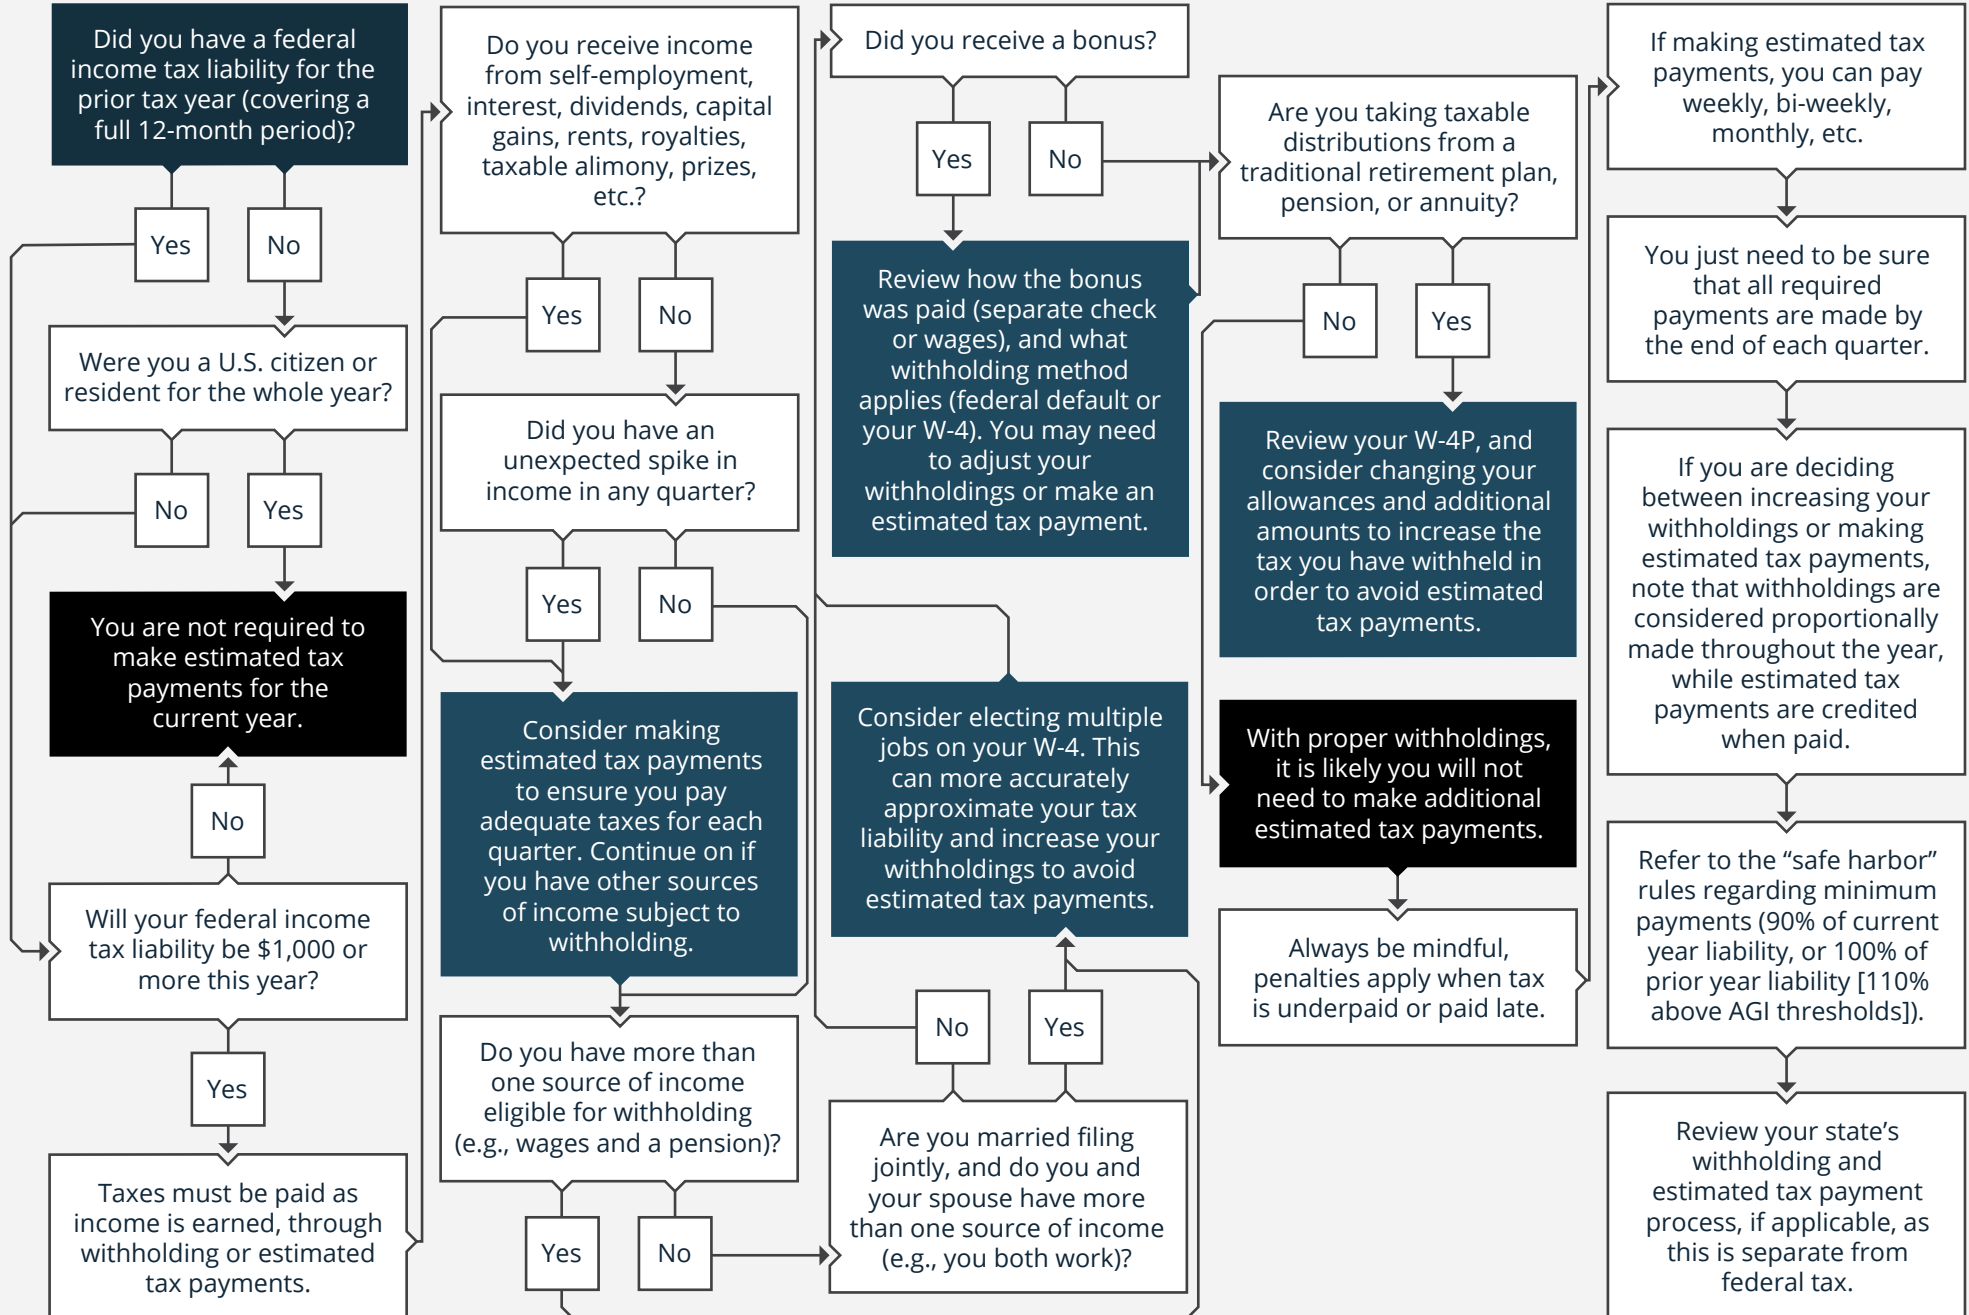 Did you have a federal
income tax liability for the
prior tax year (covering a
full 12-month period)?
Yes
No
Were you a U.S. citizen or
resident for the whole year?
No
Yes
You are not required to
make estimated tax
payments for the
current year.
No
Will your federal income
tax liability be $1,000 or
more this year?
Yes
Taxes must be paid as
income is earned, through
withholding or estimated
tax payments.
Do you receive income
from self-employment,
interest, dividends, capital
gains, rents, royalties,
taxable alimony, prizes,
etc.?
Yes
No
Did you have an
unexpected spike in
income in any quarter?
Yes
No
Consider making
estimated tax payments
to ensure you pay
adequate taxes for each
quarter. Continue on if
you have other sources
of income subject to
withholding.
Do you have more than
one source of income
eligible for withholding
(e.g., wages and a pension)?
Yes
No
Did you receive a bonus?
Yes
No
Review how the bonus
was paid (separate check
or wages), and what
withholding method
applies (federal default or
your W-4). You may need
to adjust your
withholdings or make an
estimated tax payment.
Consider electing multiple
jobs on your W-4. This
can more accurately
approximate your tax
liability and increase your
withholdings to avoid
estimated tax payments.
No
Yes
Are you married filing
jointly, and do you and
your spouse have more
than one source of income
(e.g., you both work)?
Are you taking taxable
distributions from a
traditional retirement plan,
pension, or annuity?
No
Yes
Review your W-4P, and
consider changing your
allowances and additional
amounts to increase the
tax you have withheld in
order to avoid estimated
tax payments.
With proper withholdings,
it is likely you will not
need to make additional
estimated tax payments.
Always be mindful,
penalties apply when tax
is underpaid or paid late.
If making estimated tax
payments, you can pay
weekly, bi-weekly,
monthly, etc.
You just need to be sure
that all required
payments are made by
the end of each quarter.
If you are deciding
between increasing your
withholdings or making
estimated tax payments,
note that withholdings are
considered proportionally
made throughout the year,
while estimated tax
payments are credited
when paid.
Refer to the “safe harbor”
rules regarding minimum
payments (90% of current
year liability, or 100% of
prior year liability [110%
above AGI thresholds]).
Review your state’s
withholding and
estimated tax payment
process, if applicable, as
this is separate from
federal tax.